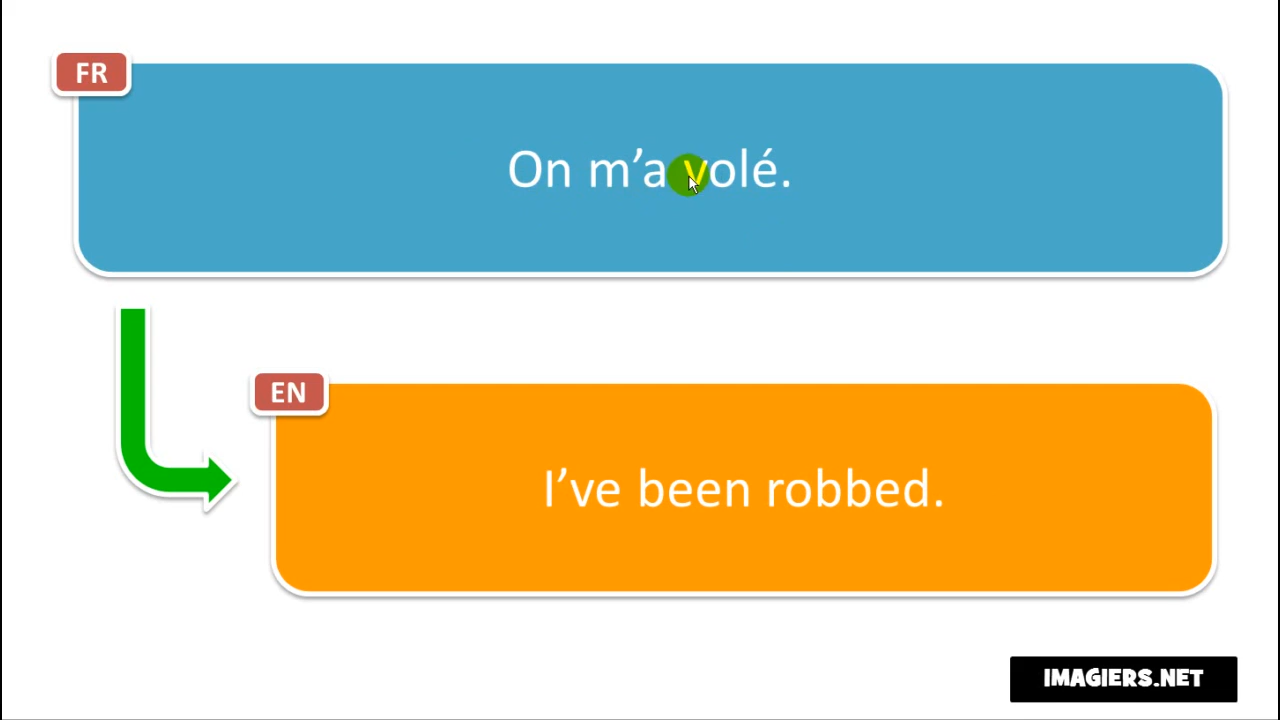 FR
On m’a volé.
EN
I’ve been robbed.
IMAGIERS.NET